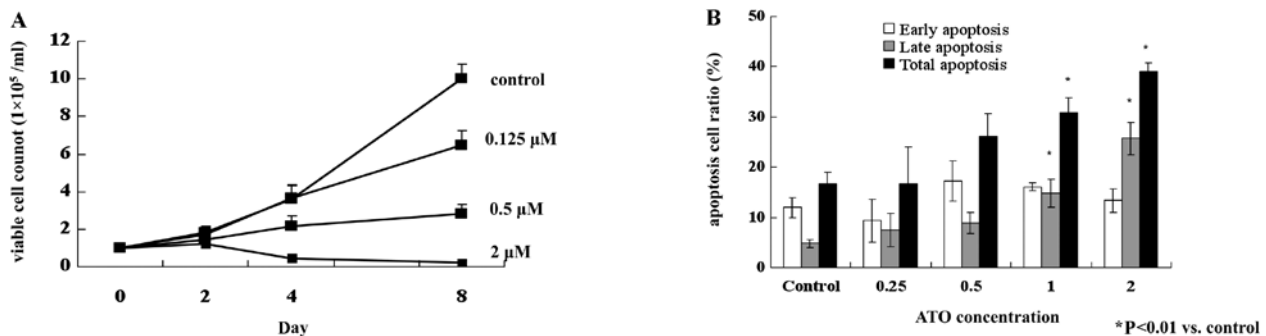 A
viable cell counot (1×10⁵ /ml)
12
10
8
6
4
2
0
control
0.125 µM
0.5 µM
2 µM
0 2 4 8
Day
B
apoptosis cell ratio (%)
50
40
30
20
10
0
Early apoptosis
Late apoptosis
Total apoptosis
* * * *
Control 0.25 0.5 1 2
ATO concentration
*P<0.01 vs. control